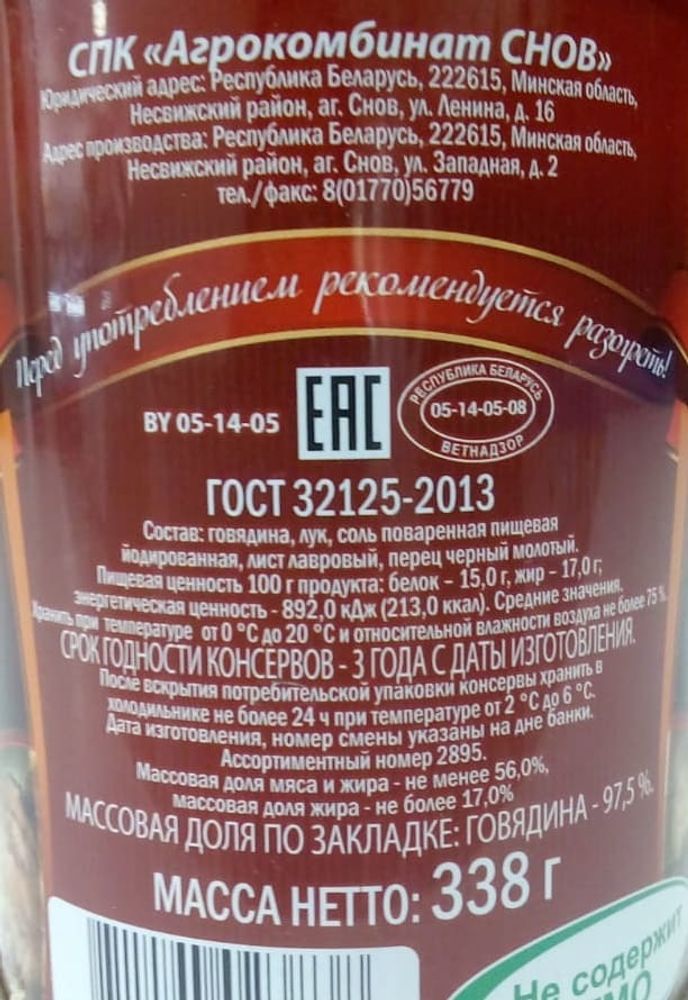 СПК «Агрокомбинат СНОВ»
Юридический адрес: Республика Беларусь, 222615, Минская область,
Несвижский район, аг. Снов, ул. Ленина, д. 16
Адрес производства: Республика Беларусь, 222615, Минская область,
Несвижский район, аг. Снов, ул. Западная, д. 2
тел./факс: 8(01770)56779
Перед употреблением рекомендуется разогреть!
BY 05-14-05
ЕАС
РЕСПУБЛИКА БЕЛАРУСЬ
05-14-05-08
ВЕТНАДЗОР
ГОСТ 32125-2013
Состав: говядина, лук, соль поваренная пищевая
йодированная, лист лавровый, перец черный молотый.
Пищевая ценность 100 г продукта: белок - 15,0 г, жир - 17,0 г;
энергетическая ценность - 892,0 кДж (213,0 ккал). Средние значения.
Хранить при температуре от 0 °С до 20 °С и относительной влажности воздуха не более 75 %.
СРОК ГОДНОСТИ КОНСЕРВОВ - 3 ГОДА С ДАТЫ ИЗГОТОВЛЕНИЯ.
После вскрытия потребительской упаковки консервы хранить в
холодильнике не более 24 ч при температуре от 2 °С до 6 °С.
Дата изготовления, номер смены указаны на дне банки.
Ассортиментный номер 2895.
Массовая доля мяса и жира - не менее 56,0%,
массовая доля жира - не более 17,0%
МАССОВАЯ ДОЛЯ ПО ЗАКЛАДКЕ: ГОВЯДИНА - 97,5 %.
МАССА НЕТТО: 338 г
Не содержит
ГМО